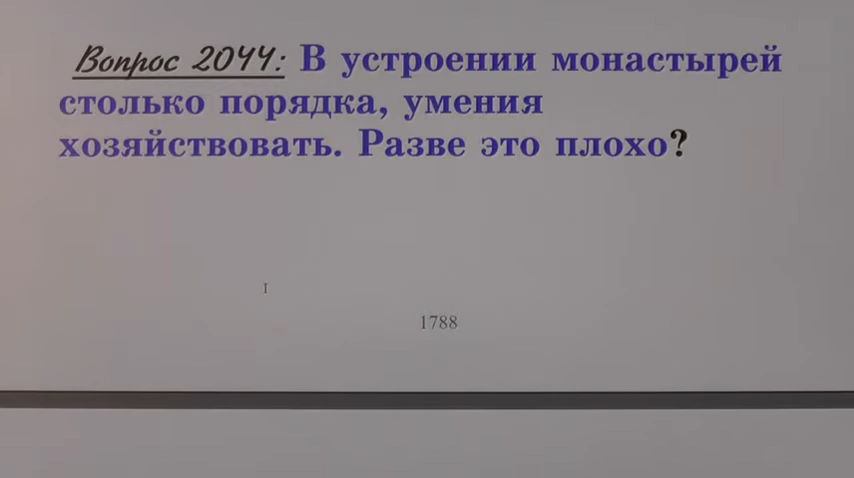 Вопрос 2044: В устроении монастырей
столько порядка, умения
хозяйствовать. Разве это плохо?
1788